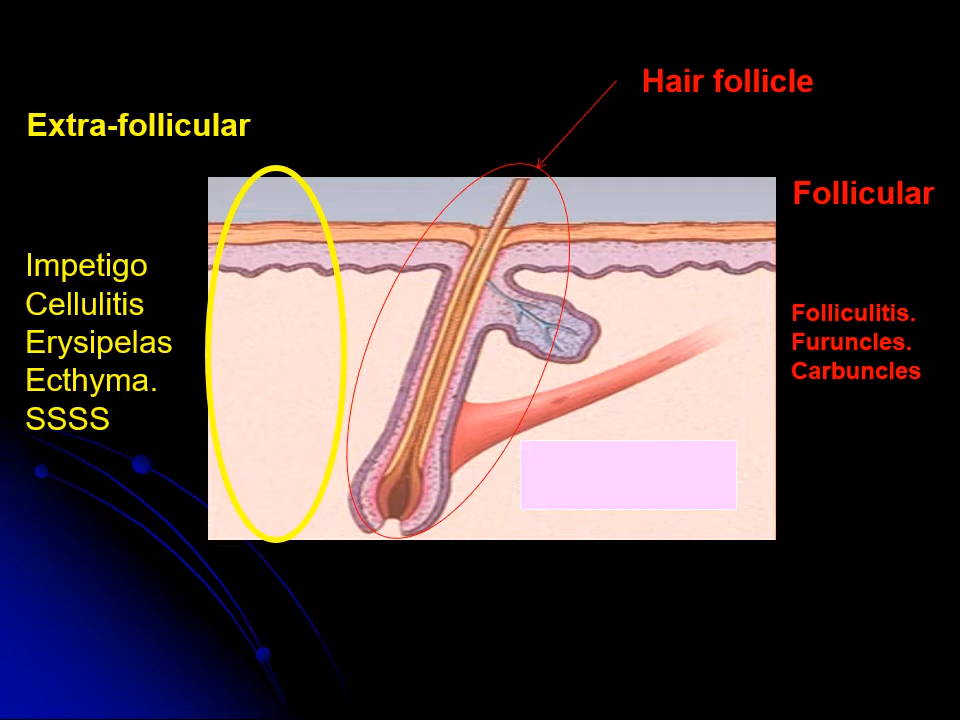 Hair follicle
Extra-follicular
Follicular
Impetigo
Cellulitis
Erysipelas
Ecthyma.
SSSS
Folliculitis.
Furuncles.
Carbuncles